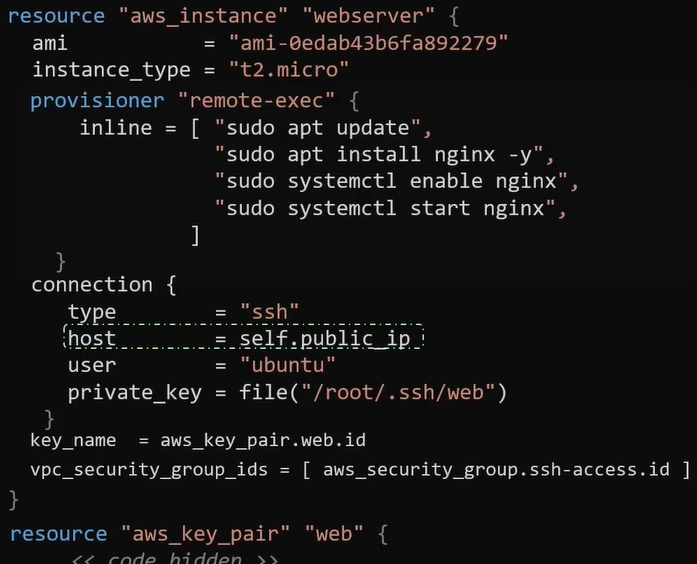 resource "aws_instance" "webserver" {
ami = "ami-0edab43b6fa892279"
instance_type = "t2.micro"
provisioner "remote-exec" {
inline = [ "sudo apt update",
"sudo apt install nginx -y",
"sudo systemctl enable nginx",
"sudo systemctl start nginx",
]
}
connection {
type = "ssh"
host = self.public_ip
user = "ubuntu"
private_key = file("/root/.ssh/web")
}
key_name = aws_key_pair.web.id
vpc_security_group_ids = [ aws_security_group.ssh-access.id ]
}
resource "aws_key_pair" "web" {
<< code hidden >>